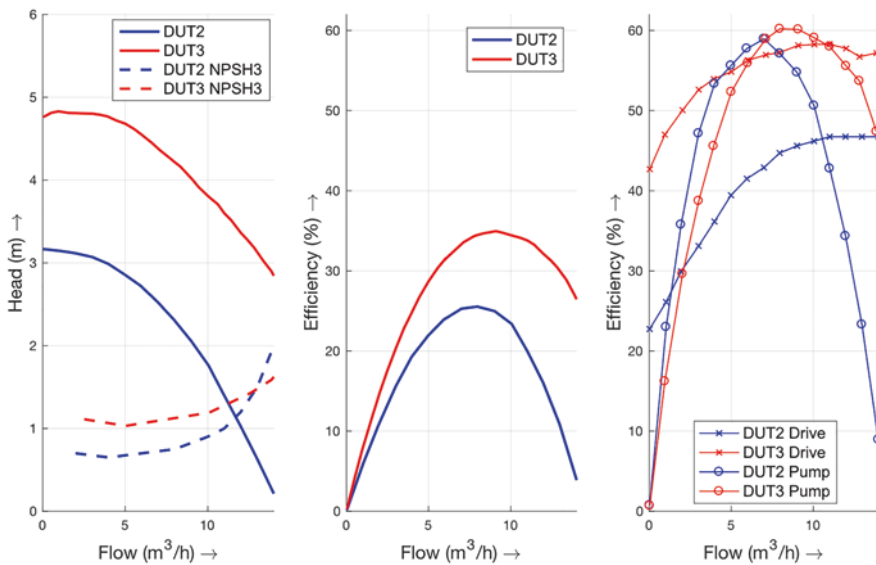 DUT2
DUT3
DUT2 NPSH3
DUT3 NPSH3
6
5
4
3
2
1
0
0 5 10
Head (m) →
Flow (m³/h) →
DUT2
DUT3
60
50
40
30
20
10
0
0 5 10
Efficiency (%) →
Flow (m³/h) →
60
50
40
30
20
10
0
0 5 10
Efficiency (%) →
Flow (m³/h) →
DUT2 Drive
DUT3 Drive
DUT2 Pump
DUT3 Pump